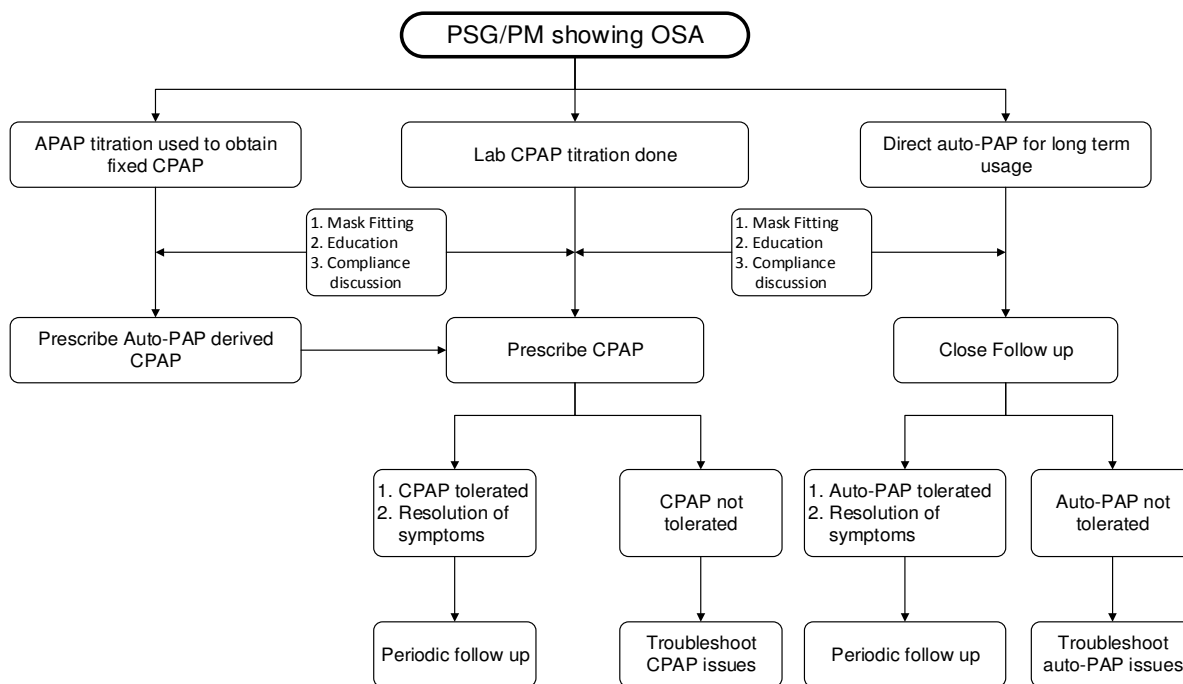 PSG/PM showing OSA
APAP titration used to obtain
fixed CPAP
Lab CPAP titration done
Direct auto-PAP for long term
usage
1. Mask Fitting
2. Education
3. Compliance
discussion
1. Mask Fitting
2. Education
3. Compliance
discussion
Prescribe Auto-PAP derived
CPAP
Prescribe CPAP
Close Follow up
1. CPAP tolerated
2. Resolution of
symptoms
CPAP not
tolerated
1. Auto-PAP tolerated
2. Resolution of
symptoms
Auto-PAP not
tolerated
Periodic follow up
Troubleshoot
CPAP issues
Periodic follow up
Troubleshoot
auto-PAP issues